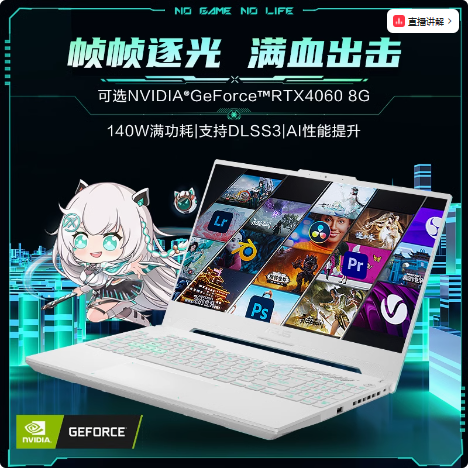 NO GAME NO LIFE
直播讲解
帧帧逐光 满血出击
可选NVIDIA®GeForce™RTX4060 8G
140W满功耗|支持DLSS3|AI性能提升
Lr
Pr
Ps
NVIDIA.
GEFORCE